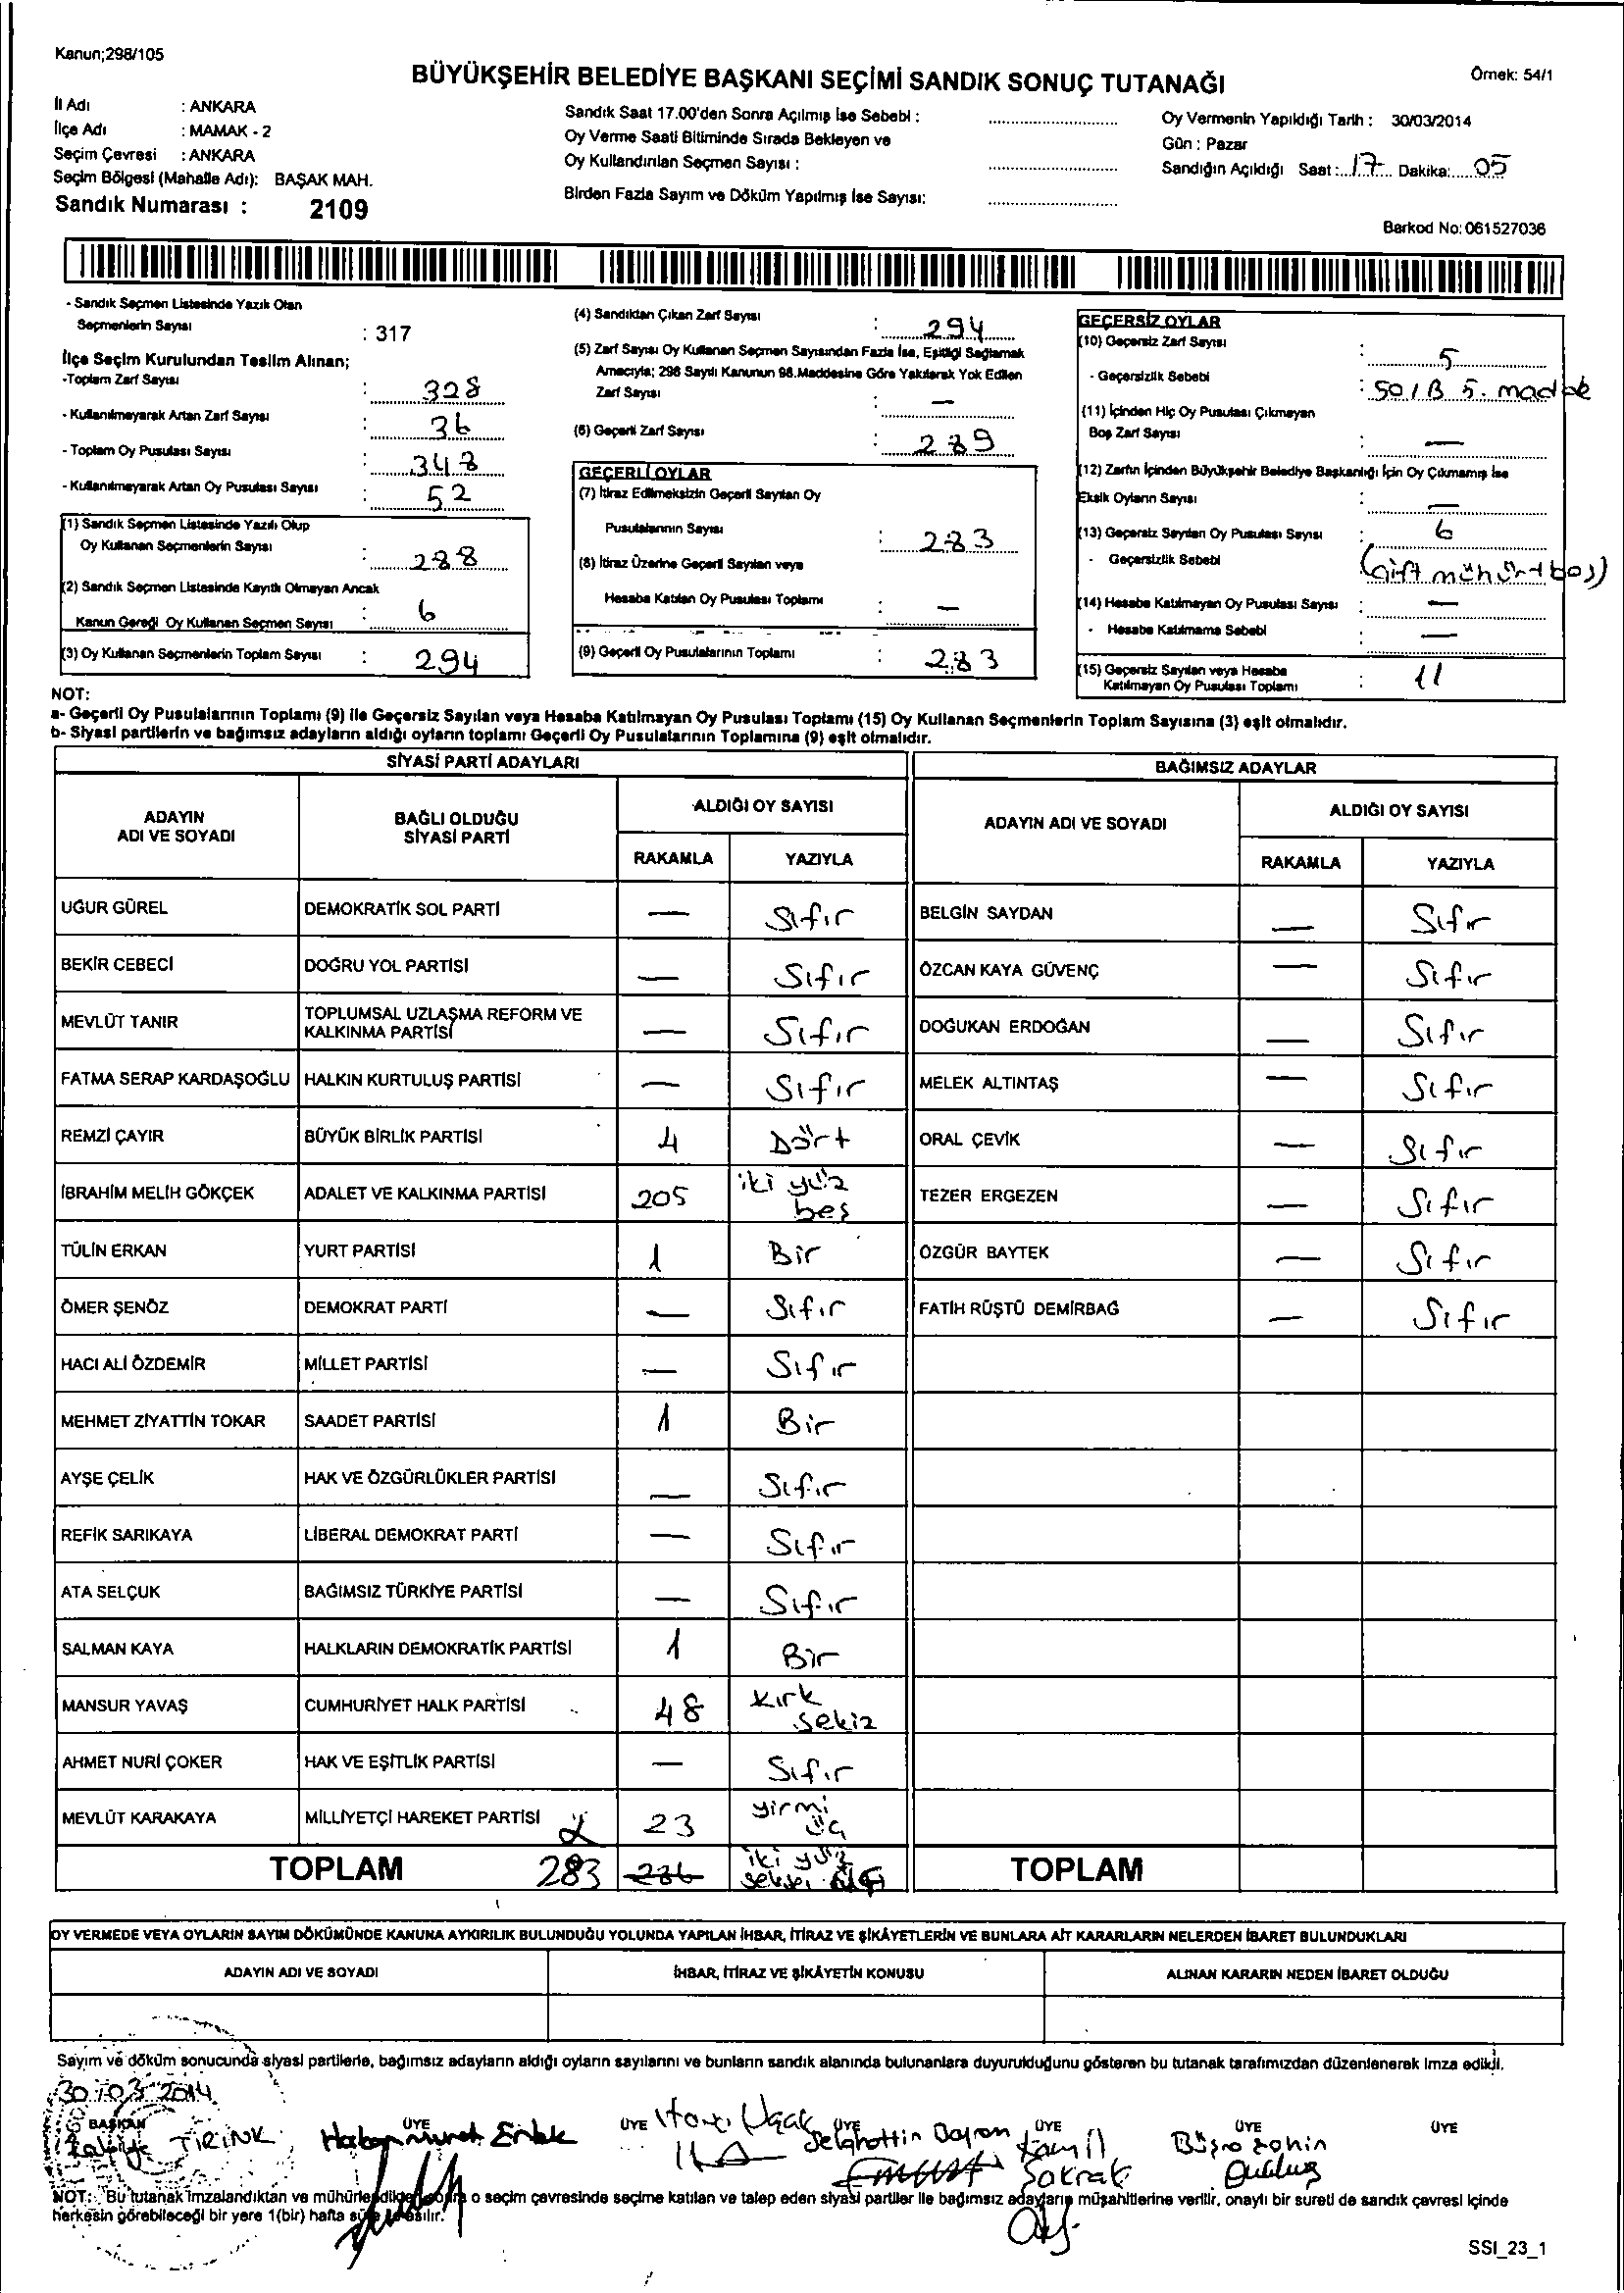 Kanun;298/105
BÜYÜKŞEHİR BELEDİYE BAŞKANI SEÇİMİ SANDIK SONUÇ TUTANAĞI
Örnek: 54/1
İl Adı : ANKARA
İlçe Adı : MAMAK - 2
Seçim Çevresi : ANKARA
Seçim Bölgesi (Mahalle Adı): BAŞAK MAH.
Sandık Numarası : 2109
Sandık Saat 17.00'den Sonra Açılmış İse Sebebi :
Oy Verme Saati Bitiminde Sırada Bekleyen ve
Oy Kullandırılan Seçmen Sayısı :
Birden Fazla Sayım ve Döküm Yapılmış İse Sayısı:
Oy Vermenin Yapıldığı Tarih : 30/03/2014
Gün : Pazar
Sandığın Açıldığı Saat : 17 Dakika: 05
Barkod No: 061527036
- Sandık Seçmen Listesinde Yazılı Olan
Seçmenlerin Sayısı : 317
İlçe Seçim Kurulundan Teslim Alınan;
-Toplam Zarf Sayısı : 328
- Kullanılmayarak Artan Zarf Sayısı : 36
- Toplam Oy Pusulası Sayısı : 348
- Kullanılmayarak Artan Oy Pusulası Sayısı : 52
(1) Sandık Seçmen Listesinde Yazılı Olup
Oy Kullanan Seçmenlerin Sayısı : 288
(2) Sandık Seçmen Listesinde Kayıtlı Olmayan Ancak
Kanun Gereği Oy Kullanan Seçmen Sayısı : 6
(3) Oy Kullanan Seçmenlerin Toplam Sayısı : 294
(4) Sandıktan Çıkan Zarf Sayısı : 294
(5) Zarf Sayısı Oy Kullanan Seçmen Sayısından Fazla İse, Eşitliği Sağlamak
Amacıyla; 298 Sayılı Kanunun 98.Maddesine Göre Yakılarak Yok Edilen
Zarf Sayısı : —
(6) Geçerli Zarf Sayısı : 289
GEÇERLİ OYLAR
(7) İtiraz Edilmeksizin Geçerli Sayılan Oy
Pusulalarının Sayısı : 283
(8) İtiraz Üzerine Geçerli Sayılan veya
Hesaba Katılan Oy Pusulası Toplamı : —
(9) Geçerli Oy Pusulalarının Toplamı : 283
GEÇERSİZ OYLAR
(10) Geçersiz Zarf Sayısı : 5
- Geçersizlik Sebebi : 50/B 5. madde
(11) İçinden Hiç Oy Pusulası Çıkmayan
Boş Zarf Sayısı : —
(12) Zarfın İçinden Büyükşehir Belediye Başkanlığı İçin Oy Çıkmamış İse
Eksik Oyların Sayısı : —
(13) Geçersiz Sayılan Oy Pusulası Sayısı : 6
- Geçersizlik Sebebi (Çift mühür+boş)
(14) Hesaba Katılmayan Oy Pusulası Sayısı : —
- Hesaba Katılmama Sebebi : —
(15) Geçersiz Sayılan veya Hesaba
Katılmayan Oy Pusulası Toplamı : 11
NOT:
a- Geçerli Oy Pusulalarının Toplamı (9) ile Geçersiz Sayılan veya Hesaba Katılmayan Oy Pusulası Toplamı (15) Oy Kullanan Seçmenlerin Toplam Sayısına (3) eşit olmalıdır.
b- Siyasi partilerin ve bağımsız adayların aldığı oyların toplamı Geçerli Oy Pusulalarının Toplamına (9) eşit olmalıdır.
SİYASİ PARTİ ADAYLARI
BAĞIMSIZ ADAYLAR
ADAYIN ADI VE SOYADI
BAĞLI OLDUĞU SİYASİ PARTİ
ALDIĞI OY SAYISI
RAKAMLA YAZIYLA
ADAYIN ADI VE SOYADI
ALDIĞI OY SAYISI
RAKAMLA YAZIYLA
UĞUR GÜREL DEMOKRATİK SOL PARTİ — Sıfır BELGİN SAYDAN — Sıfır
BEKİR CEBECİ DOĞRU YOL PARTİSİ — Sıfır ÖZCAN KAYA GÜVENÇ — Sıfır
MEVLÜT TANIR TOPLUMSAL UZLAŞMA REFORM VE KALKINMA PARTİSİ — Sıfır DOĞUKAN ERDOĞAN — Sıfır
FATMA SERAP KARDAŞOĞLU HALKIN KURTULUŞ PARTİSİ — Sıfır MELEK ALTINTAŞ — Sıfır
REMZİ ÇAYIR BÜYÜK BİRLİK PARTİSİ 4 Dört ORAL ÇEVİK — Sıfır
İBRAHİM MELİH GÖKÇEK ADALET VE KALKINMA PARTİSİ 205 iki yüz beş TEZER ERGEZEN — Sıfır
TÜLİN ERKAN YURT PARTİSİ 1 Bir ÖZGÜR BAYTEK — Sıfır
ÖMER ŞENÖZ DEMOKRAT PARTİ — Sıfır FATİH RÜŞTÜ DEMİRBAĞ — Sıfır
HACI ALİ ÖZDEMİR MİLLET PARTİSİ — Sıfır
MEHMET ZİYATTİN TOKAR SAADET PARTİSİ 1 Bir
AYŞE ÇELİK HAK VE ÖZGÜRLÜKLER PARTİSİ — Sıfır
REFİK SARIKAYA LİBERAL DEMOKRAT PARTİ — Sıfır
ATA SELÇUK BAĞIMSIZ TÜRKİYE PARTİSİ — Sıfır
SALMAN KAYA HALKLARIN DEMOKRATİK PARTİSİ 1 Bir
MANSUR YAVAŞ CUMHURİYET HALK PARTİSİ 48 kırk sekiz
AHMET NURİ ÇOKER HAK VE EŞİTLİK PARTİSİ — Sıfır
MEVLÜT KARAKAYA MİLLİYETÇİ HAREKET PARTİSİ 23 yirmi üç
TOPLAM 283 286 iki yüz seksen TOPLAM
OY VERMEDE VEYA OYLARIN SAYIM DÖKÜMÜNDE KANUNA AYKIRILIK BULUNDUĞU YOLUNDA YAPILAN İHBAR, İTİRAZ VE ŞİKÂYETLERİN VE BUNLARA AİT KARARLARIN NELERDEN İBARET BULUNDUKLARI
ADAYIN ADI VE SOYADI İHBAR, İTİRAZ VE ŞİKÂYETİN KONUSU ALINAN KARARIN NEDEN İBARET OLDUĞU
Sayım ve döküm sonucunda siyasi partilerle, bağımsız adayların aldığı oyların sayılarını ve bunların sandık alanında bulunanlara duyurulduğunu gösteren bu tutanak tarafımızdan düzenlenerek imza edildi.
30/03/2014
BAŞKAN ÜYE ÜYE ÜYE ÜYE ÜYE ÜYE
TIRINK
Selahattin Kamil
Büşra Şahin
NOT: Bu tutanak imzalandıktan ve mühürlendikten sonra o seçim çevresinde seçime katılan ve talep eden siyasi partiler ile bağımsız adayların müşahitlerine verilir, onaylı bir sureti de sandık çevresi içinde
herkesin görebileceği bir yere 1(bir) hafta süre ile asılır.
SSI_23_1